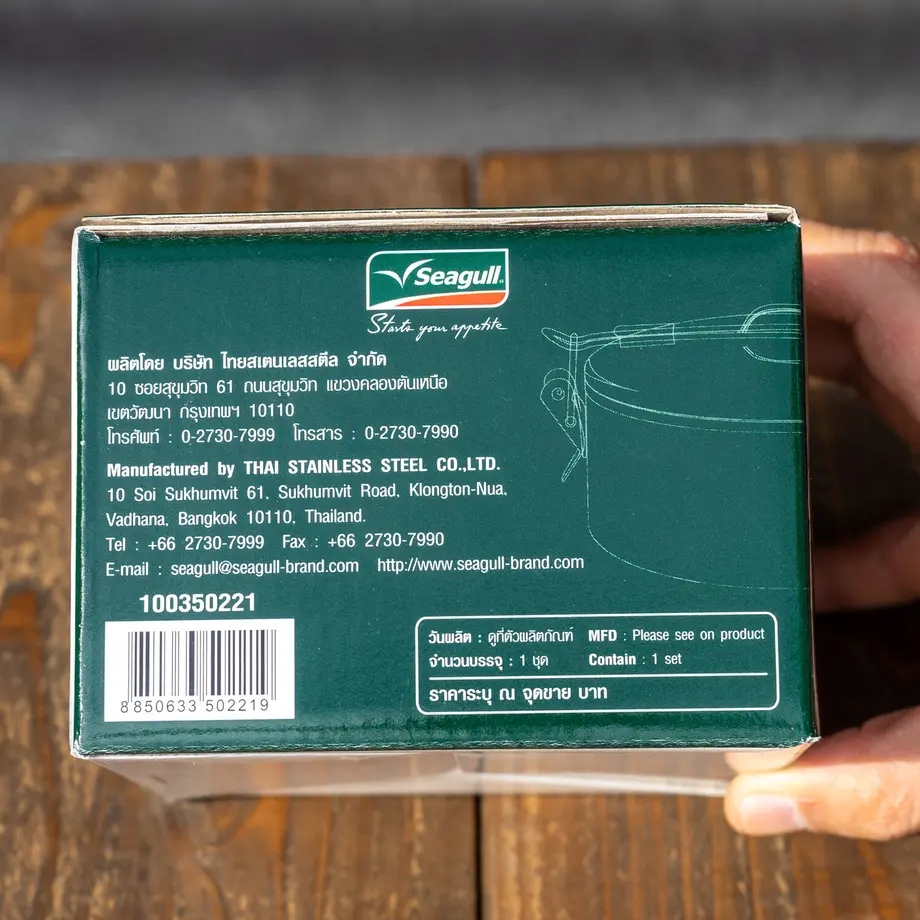 Seagull
Starts your appetite
ผลิตโดย บริษัท ไทยสเตนเลสสตีล จำกัด
10 ซอยสุขุมวิท 61 ถนนสุขุมวิท แขวงคลองตันเหนือ
เขตวัฒนา กรุงเทพฯ 10110
โทรศัพท์ : 0-2730-7999 โทรสาร : 0-2730-7990
Manufactured by THAI STAINLESS STEEL CO.,LTD.
10 Soi Sukhumvit 61, Sukhumvit Road, Klongton-Nua,
Vadhana, Bangkok 10110, Thailand.
Tel : +66 2730-7999 Fax : +66 2730-7990
E-mail : seagull@seagull-brand.com http://www.seagull-brand.com
100350221
8 850633 502219
วันผลิต : ดูที่ตัวผลิตภัณฑ์ MFD : Please see on product
จำนวนบรรจุ : 1 ชุด Contain : 1 set
ราคาระบุ ณ จุดขาย บาท